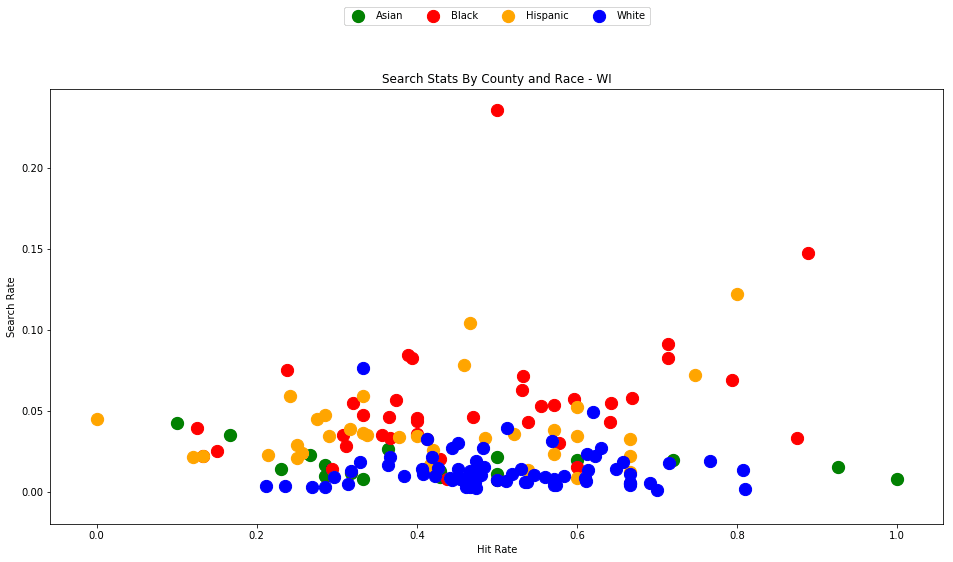 Asian Black Hispanic White
Search Stats By County and Race - WI
0.20
0.15
0.10
0.05
0.00
Search Rate
0.0 0.2 0.4 0.6 0.8 1.0
Hit Rate